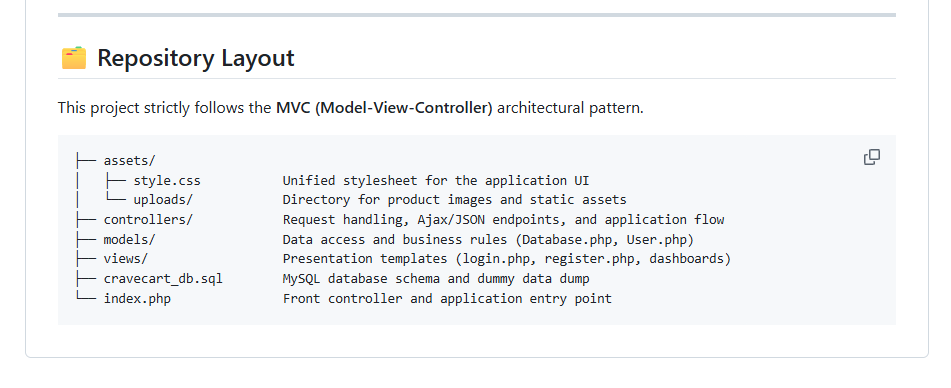 🗂️ Repository Layout
This project strictly follows the MVC (Model-View-Controller) architectural pattern.
├── assets/
│   ├── style.css           Unified stylesheet for the application UI
│   └── uploads/            Directory for product images and static assets
├── controllers/            Request handling, Ajax/JSON endpoints, and application flow
├── models/                 Data access and business rules (Database.php, User.php)
├── views/                  Presentation templates (login.php, register.php, dashboards)
├── cravecart_db.sql        MySQL database schema and dummy data dump
└── index.php               Front controller and application entry point